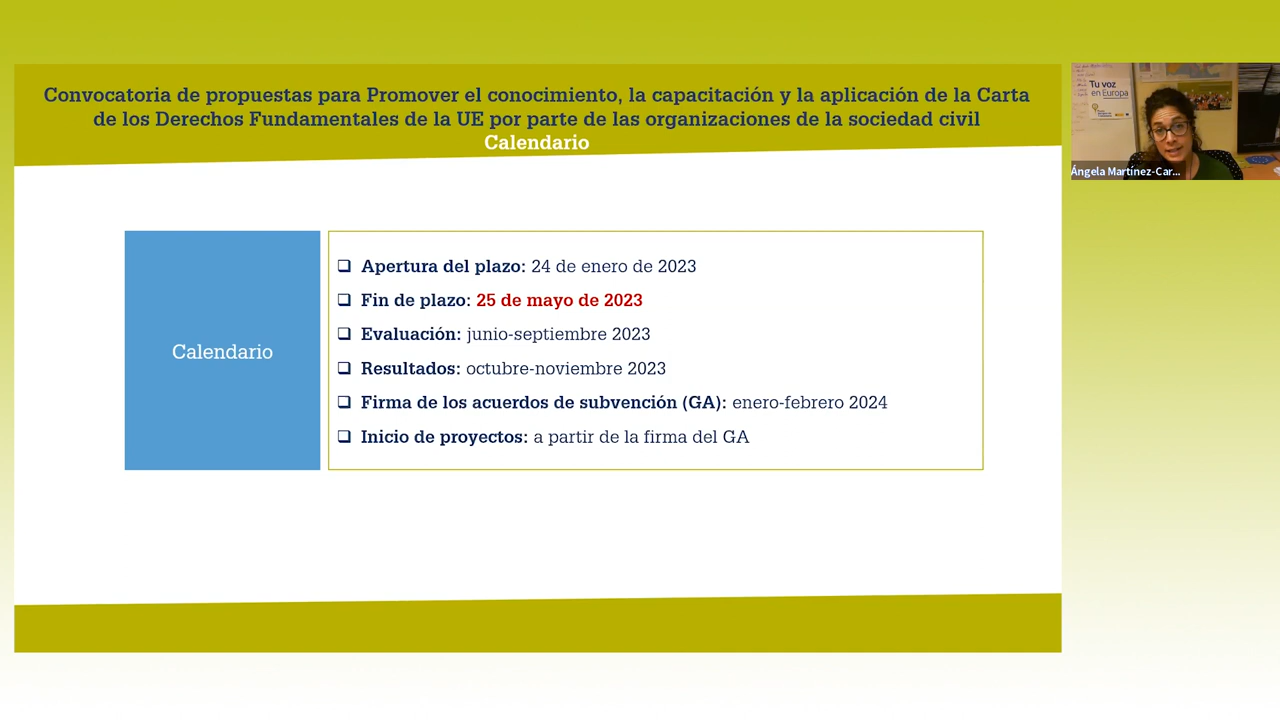 Convocatoria de propuestas para Promover el conocimiento, la capacitación y la aplicación de la Carta
de los Derechos Fundamentales de la UE por parte de las organizaciones de la sociedad civil
Calendario
Calendario
❑ Apertura del plazo: 24 de enero de 2023
❑ Fin de plazo: 25 de mayo de 2023
❑ Evaluación: junio-septiembre 2023
❑ Resultados: octubre-noviembre 2023
❑ Firma de los acuerdos de subvención (GA): enero-febrero 2024
❑ Inicio de proyectos: a partir de la firma del GA
Tu voz
en Europa
Ángela Martínez-Car...